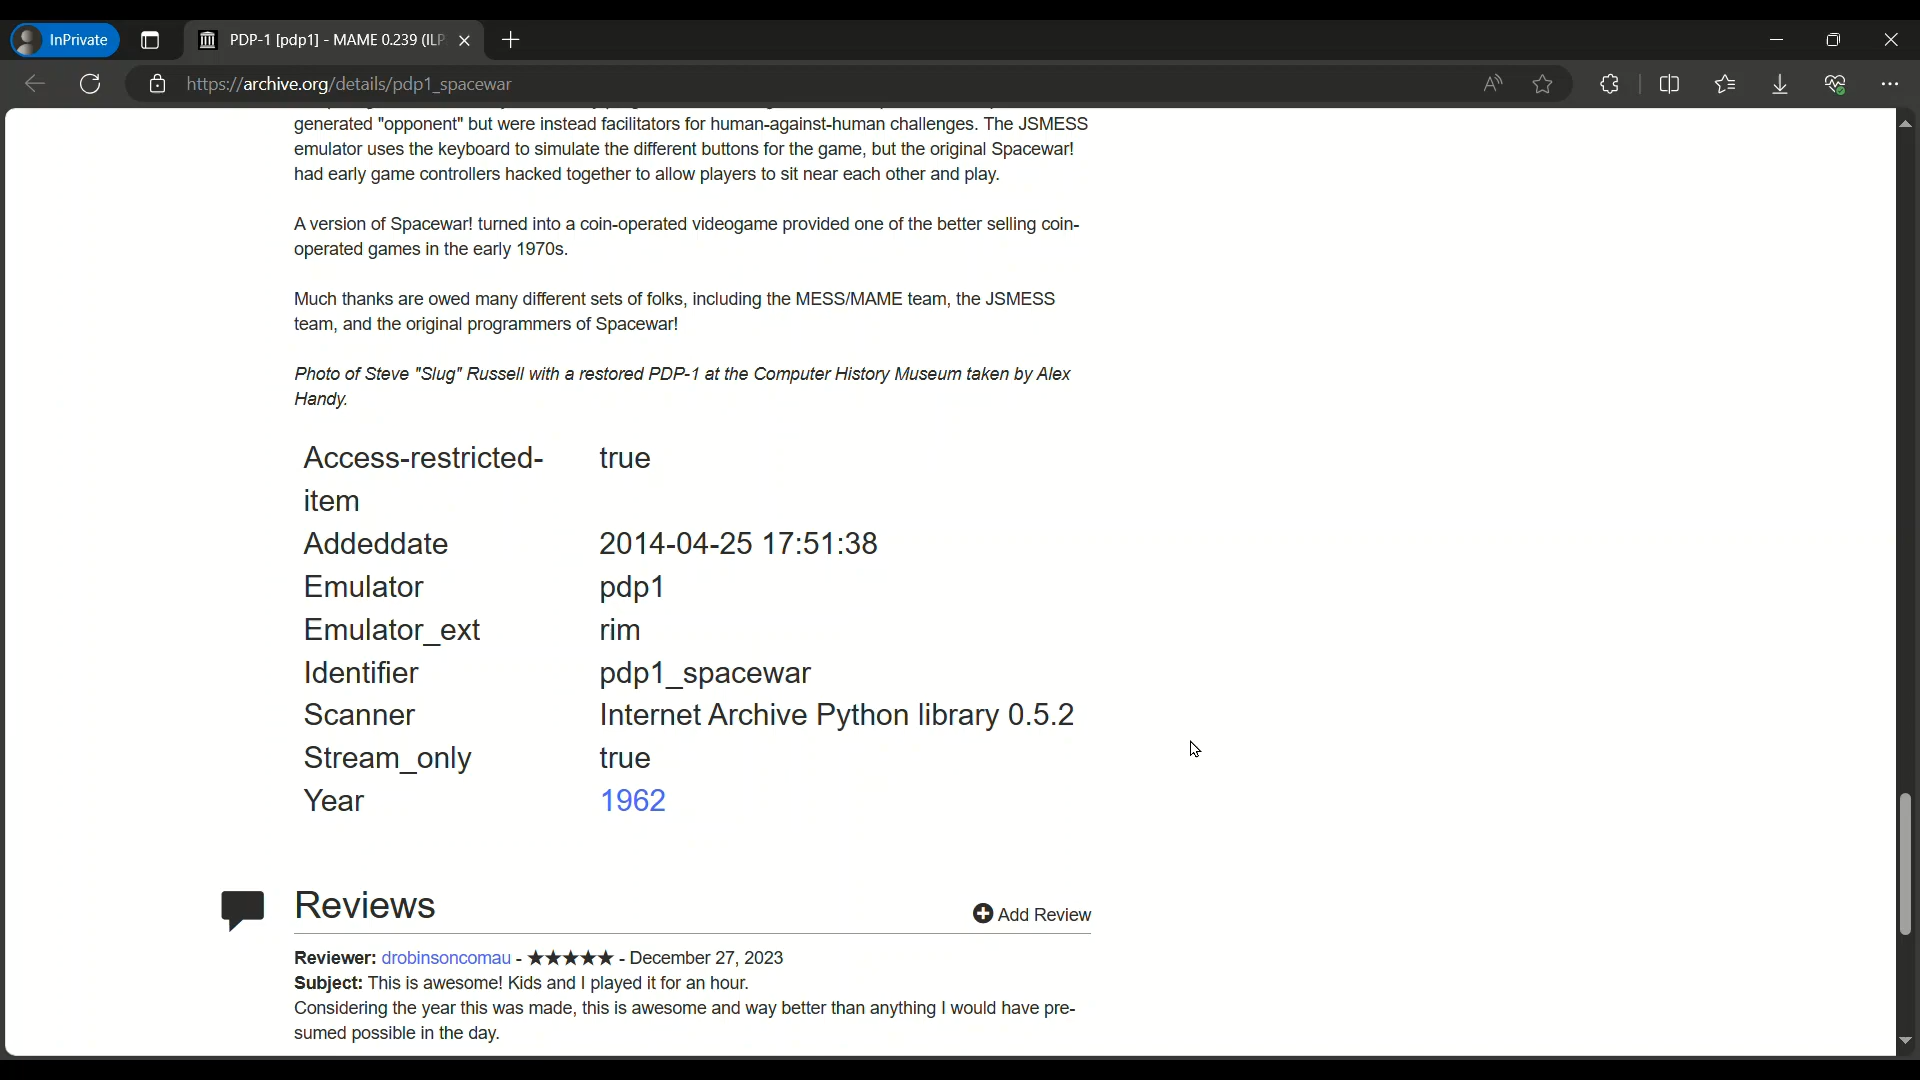 InPrivate
PDP-1 [pdp1] - MAME 0.239 (ILP
https://archive.org/details/pdp1_spacewar
generated "opponent" but were instead facilitators for human-against-human challenges. The JSMESS
emulator uses the keyboard to simulate the different buttons for the game, but the original Spacewar!
had early game controllers hacked together to allow players to sit near each other and play.
A version of Spacewar! turned into a coin-operated videogame provided one of the better selling coin-
operated games in the early 1970s.
Much thanks are owed many different sets of folks, including the MESS/MAME team, the JSMESS
team, and the original programmers of Spacewar!
Photo of Steve "Slug" Russell with a restored PDP-1 at the Computer History Museum taken by Alex
Handy.
Access-restricted- true
item
Addeddate 2014-04-25 17:51:38
Emulator pdp1
Emulator_ext rim
Identifier pdp1_spacewar
Scanner Internet Archive Python library 0.5.2
Stream_only true
Year 1962
Reviews
Add Review
Reviewer: drobinsoncomau - ★★★★★ - December 27, 2023
Subject: This is awesome! Kids and I played it for an hour.
Considering the year this was made, this is awesome and way better than anything I would have pre-
sumed possible in the day.